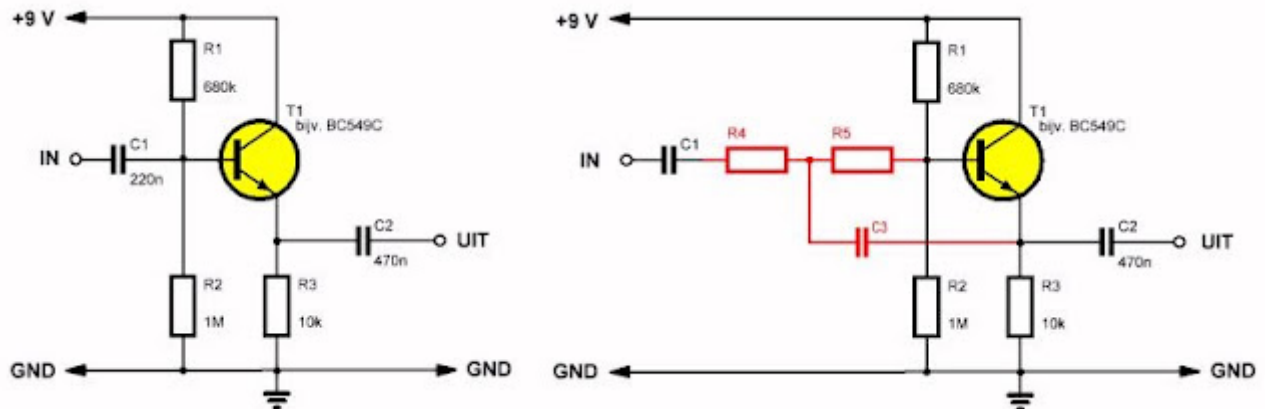 +9 V
R1
680k
T1
bijv. BC549C
IN
C1
220n
C2
470n
UIT
R2
1M
R3
10k
GND
GND
+9 V
R1
680k
T1
bijv. BC549C
R4
R5
IN
C1
C3
C2
470n
UIT
R2
1M
R3
10k
GND
GND